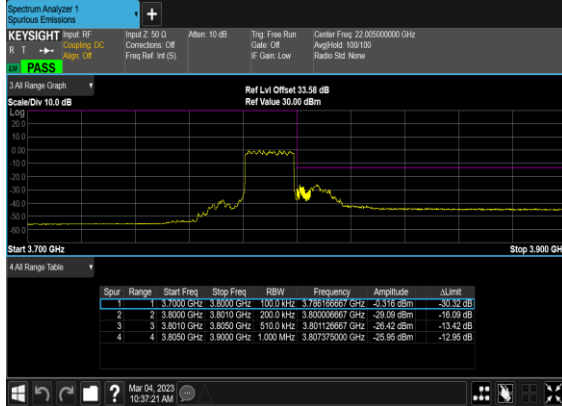 Spectrum Analyzer 1
Spurious Emissions
+
KEYSIGHT Input: RF Input Z: 50 Ω Atten: 10 dB Trig: Free Run Center Freq: 22.005000000 GHz
R T Coupling: DC Corrections: Off Gate: Off Avg|Hold: 100/100
Align: Off Freq Ref: Int (S) IF Gain: Low Radio Std: None
PASS
3 All Range Graph
Ref Lvl Offset 33.58 dB
Scale/Div 10.0 dB Ref Value 30.00 dBm
Log
20.0
10.0
0.00
-10.0
-20.0
-30.0
-40.0
-50.0
-60.0
Start 3.700 GHz Stop 3.900 GH
4 All Range Table
Spur Range Start Freq Stop Freq RBW Frequency Amplitude ΔLimit
1 1 3.7000 GHz 3.8000 GHz 100.0 kHz 3.786166667 GHz -0.316 dBm -30.32 dB
2 2 3.8000 GHz 3.8010 GHz 200.0 kHz 3.800006667 GHz -29.09 dBm -16.09 dB
3 3 3.8010 GHz 3.8050 GHz 510.0 kHz 3.801126667 GHz -26.42 dBm -13.42 dB
4 4 3.8050 GHz 3.9000 GHz 1.000 MHz 3.807375000 GHz -25.95 dBm -12.95 dB
?
Mar 04, 2023
10:37:21 AM